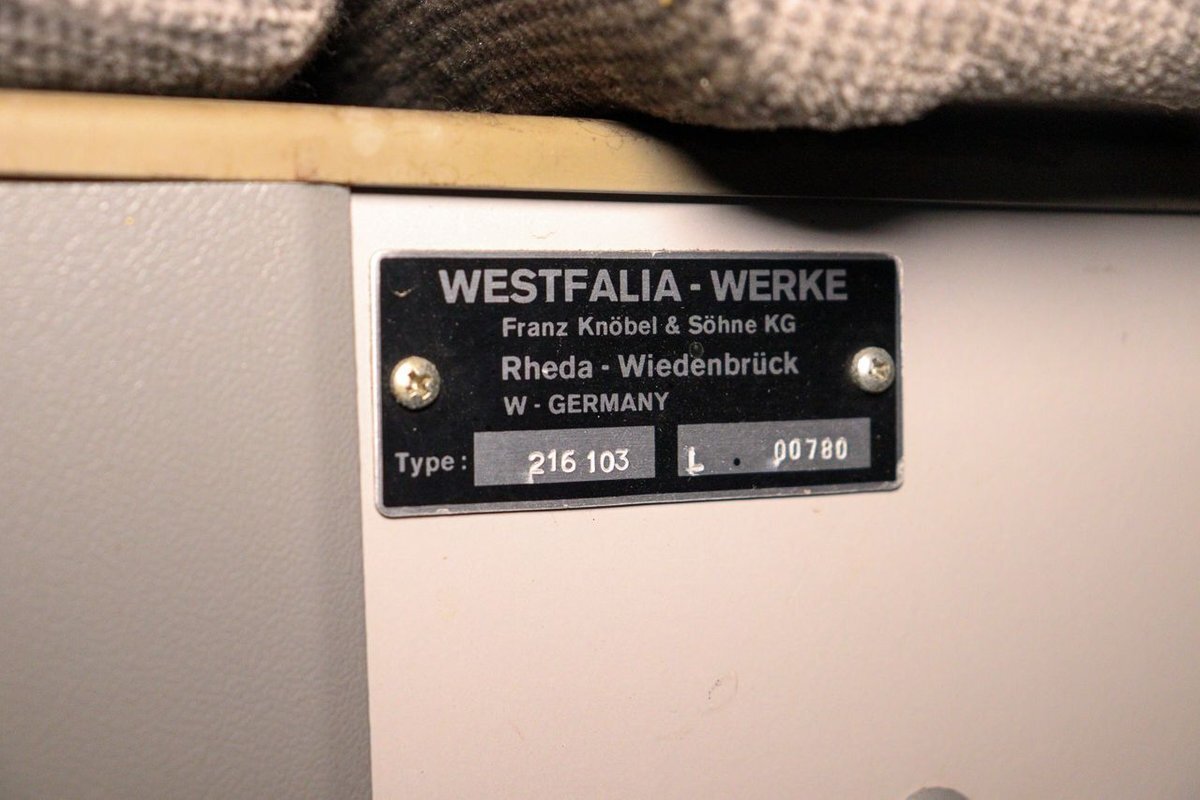 WESTFALIA - WERKE
Franz Knöbel & Söhne KG
Rheda - Wiedenbrück
W - GERMANY
Type: 216 103 L . 00780